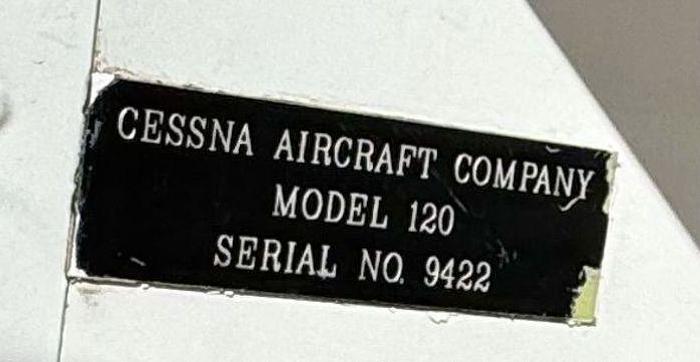 CESSNA AIRCRAFT COMPANY
MODEL 120
SERIAL NO. 9422